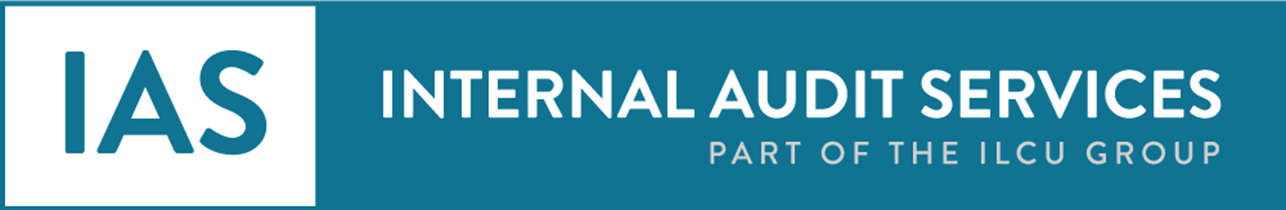 IAS
INTERNAL AUDIT SERVICES
PART OF THE ILCU GROUP